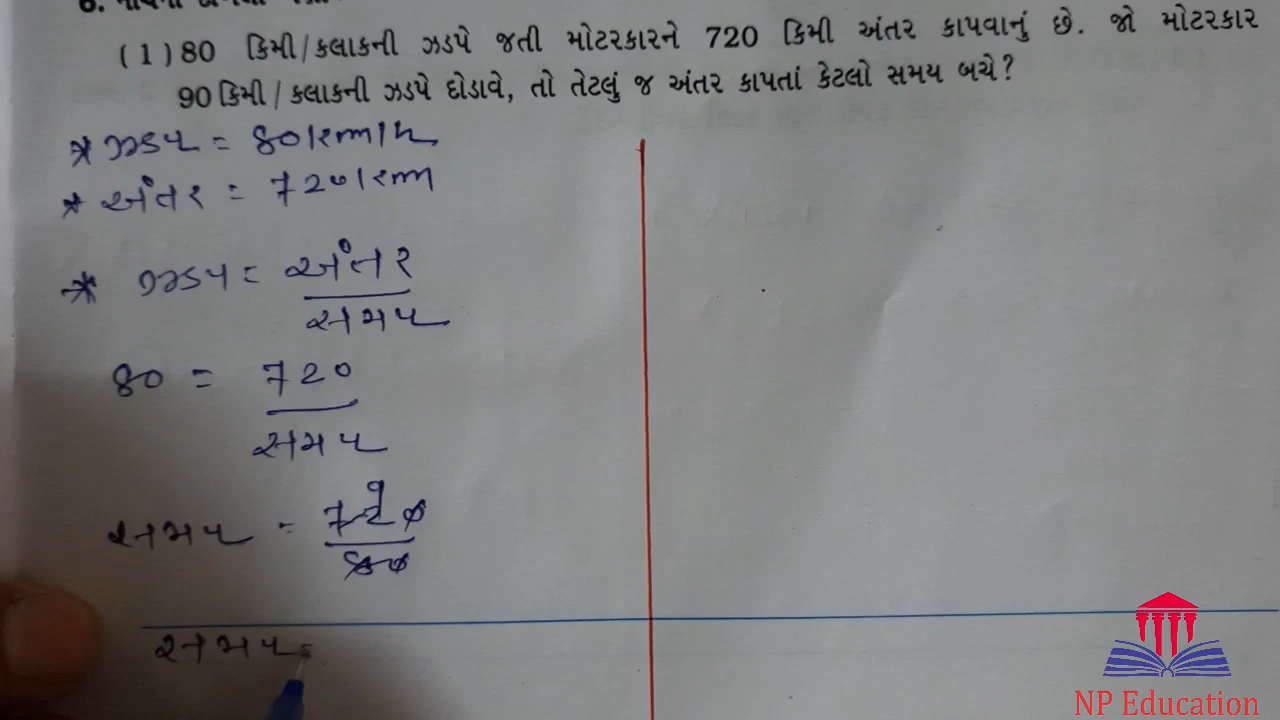 6. નીચેના
(1) 80 કિમી/કલાકની ઝડપે જતી મોટરકારને 720 કિમી અંતર કાપવાનું છે. જો મોટરકાર
90 કિમી/કલાકની ઝડપે દોડાવે, તો તેટલું જ અંતર કાપતાં કેટલો સમય બચે?
* ઝડપ = 80km/h
* અંતર = 720km
* ઝડપ = અંતર
સમય
80 = 720
સમય
9
સમય = 720
80
સમય =
NP Education